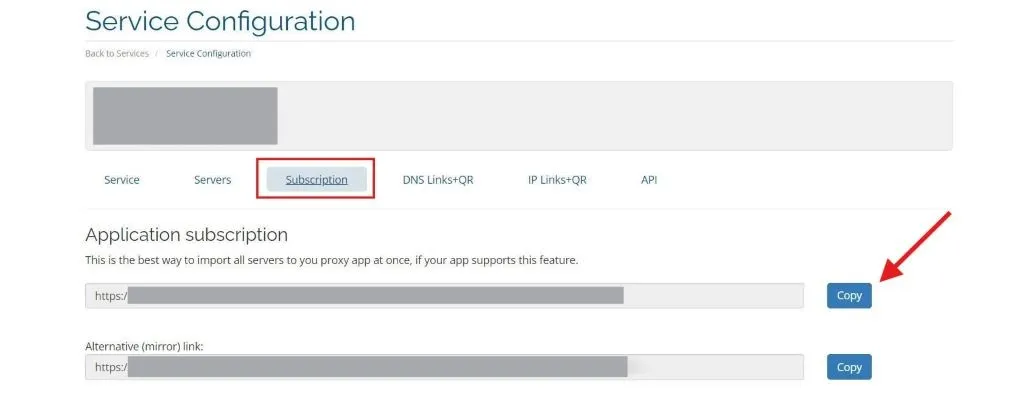 Service Configuration
Back to Services / Service Configuration
Service Servers Subscription DNS Links+QR IP Links+QR API
Application subscription
This is the best way to import all servers to you proxy app at once, if your app supports this feature.
https:/ Copy
Alternative (mirror) link:
https:/ Copy